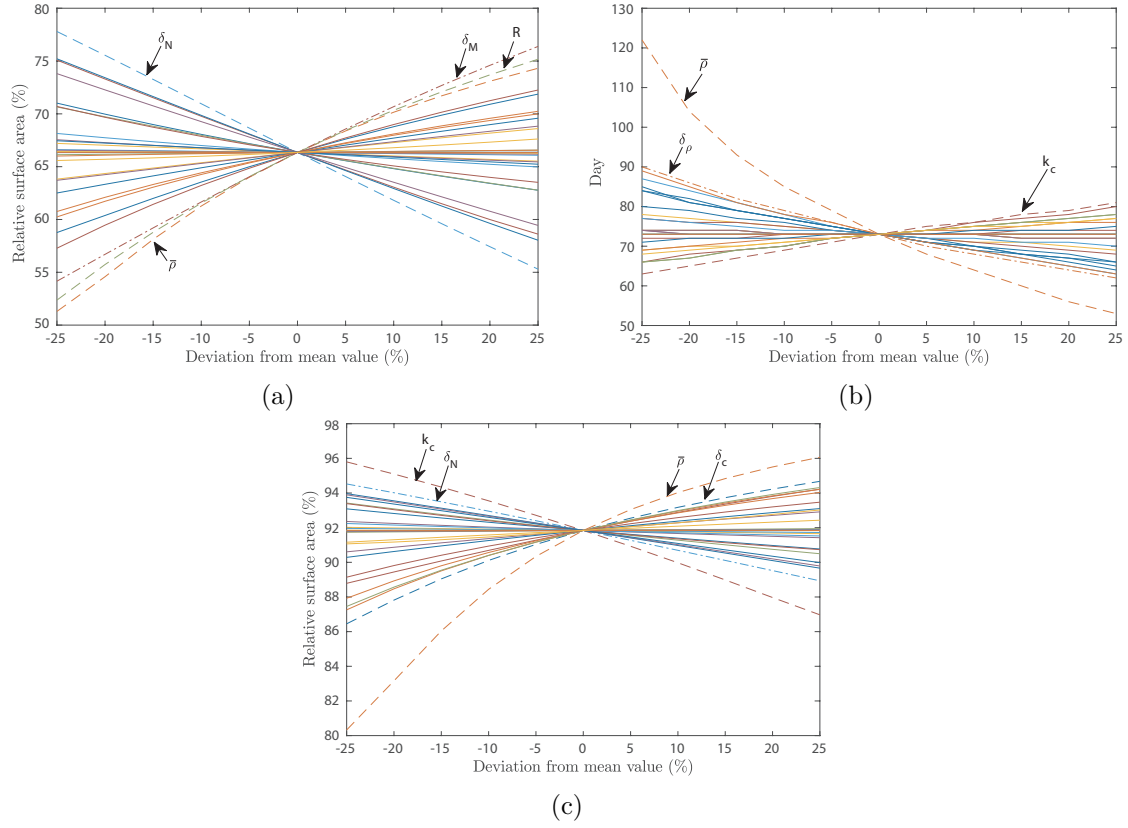 80
75
70
65
60
55
50
Relative surface area (%)
-25 -20 -15 -10 -5 0 5 10 15 20 25
Deviation from mean value (%)
δN
δM
R
ρ̄
(a)
130
120
110
100
90
80
70
60
50
Day
-25 -20 -15 -10 -5 0 5 10 15 20 25
Deviation from mean value (%)
ρ̄
δρ
kc
(b)
98
96
94
92
90
88
86
84
82
80
Relative surface area (%)
-25 -20 -15 -10 -5 0 5 10 15 20 25
Deviation from mean value (%)
kc
δN
ρ̄
δc
(c)